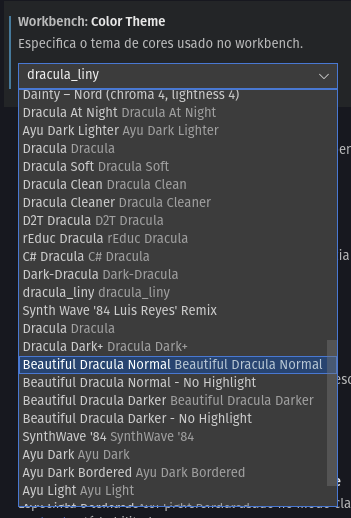 Workbench: Color Theme
Especifica o tema de cores usado no workbench.
dracula_liny
Dainty – Nord (chroma 4, lightness 4)
Dracula At Night Dracula At Night
Ayu Dark Lighter Ayu Dark Lighter
Dracula Dracula
Dracula Soft Dracula Soft
Dracula Clean Dracula Clean
Dracula Cleaner Dracula Cleaner
D2T Dracula D2T Dracula
rEduc Dracula rEduc Dracula
C# Dracula C# Dracula
Dark-Dracula Dark-Dracula
dracula_liny dracula_liny
Synth Wave '84 Luis Reyes' Remix
Dracula Dracula
Dracula Dark+ Dracula Dark+
Beautiful Dracula Normal Beautiful Dracula Normal
Beautiful Dracula Normal - No Highlight
Beautiful Dracula Darker Beautiful Dracula Darker
Beautiful Dracula Darker - No Highlight
SynthWave '84 SynthWave '84
Ayu Dark Ayu Dark
Ayu Dark Bordered Ayu Dark Bordered
Ayu Light Ayu Light